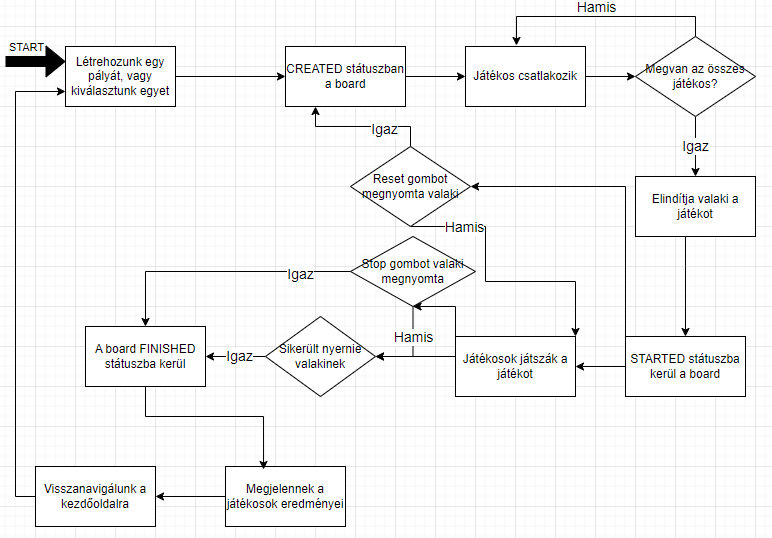 Hamis
START
Létrehozunk egy
pályát, vagy
kiválasztunk egyet
CREATED státuszban
a board
Játékos csatlakozik
Megvan az összes
játékos?
Igaz
Igaz
Reset gombot
megnyomta valaki
Elindítja valaki a
játékot
Hamis
Stop gombot valaki
megnyomta
Igaz
Hamis
A board FINISHED
státuszba kerül
Igaz
Sikerült nyernie
valakinek
Játékosok játszák a
játékot
STARTED státuszba
kerül a board
Visszanavigálunk a
kezdőoldalra
Megjelennek a
játékosok eredményei